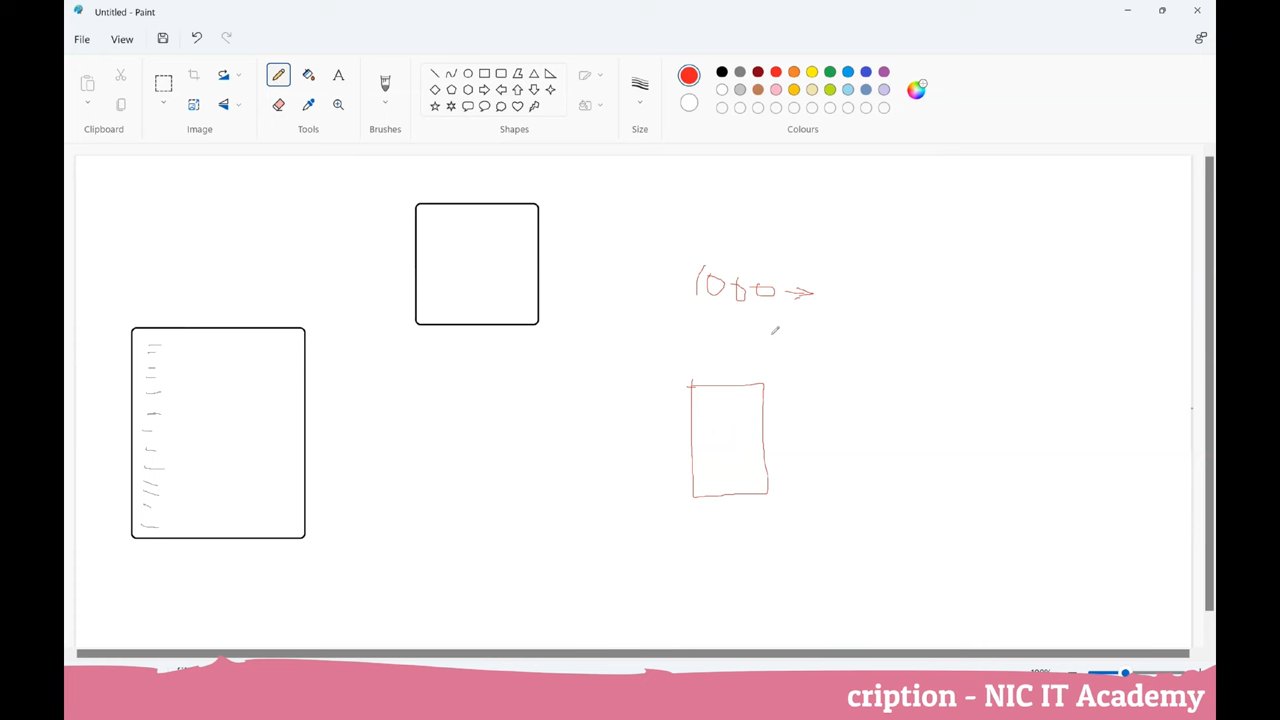 Untitled - Paint
File View
Clipboard Image Tools Brushes Shapes Size Colours
1000 →
cription - NIC IT Academy